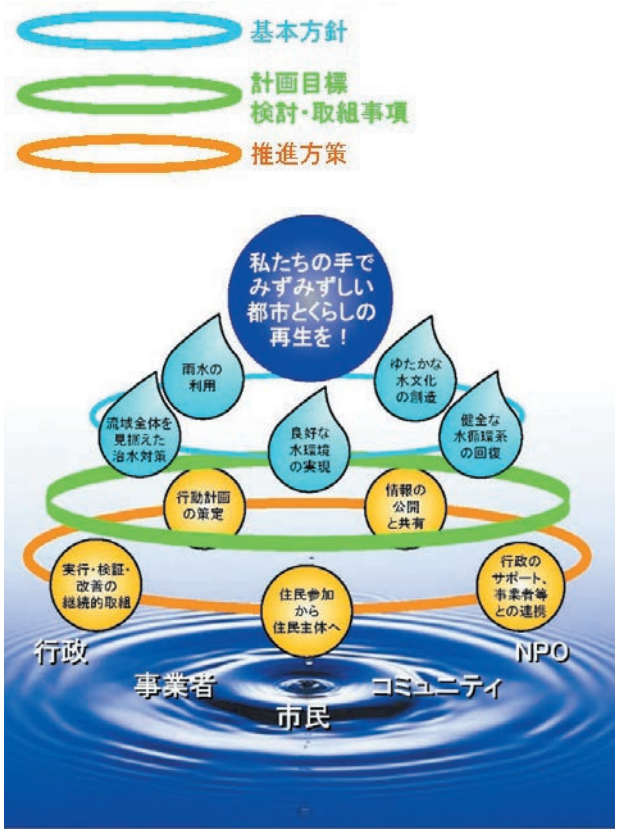 基本方針
計画目標
検討・取組事項
推進方策
私たちの手で
みずみずしい
都市とくらしの
再生を！
雨水の
利用
ゆたかな
水文化
の創造
流域全体を
見据えた
治水対策
良好な
水環境
の実現
健全な
水循環系
の回復
行動計画
の策定
情報の
公開
と共有
実行・検証・
改善の
継続的取組
住民参加
から
住民主体へ
行政の
サポート、
事業者等
との連携
行政
NPO
事業者
コミュニティ
市民